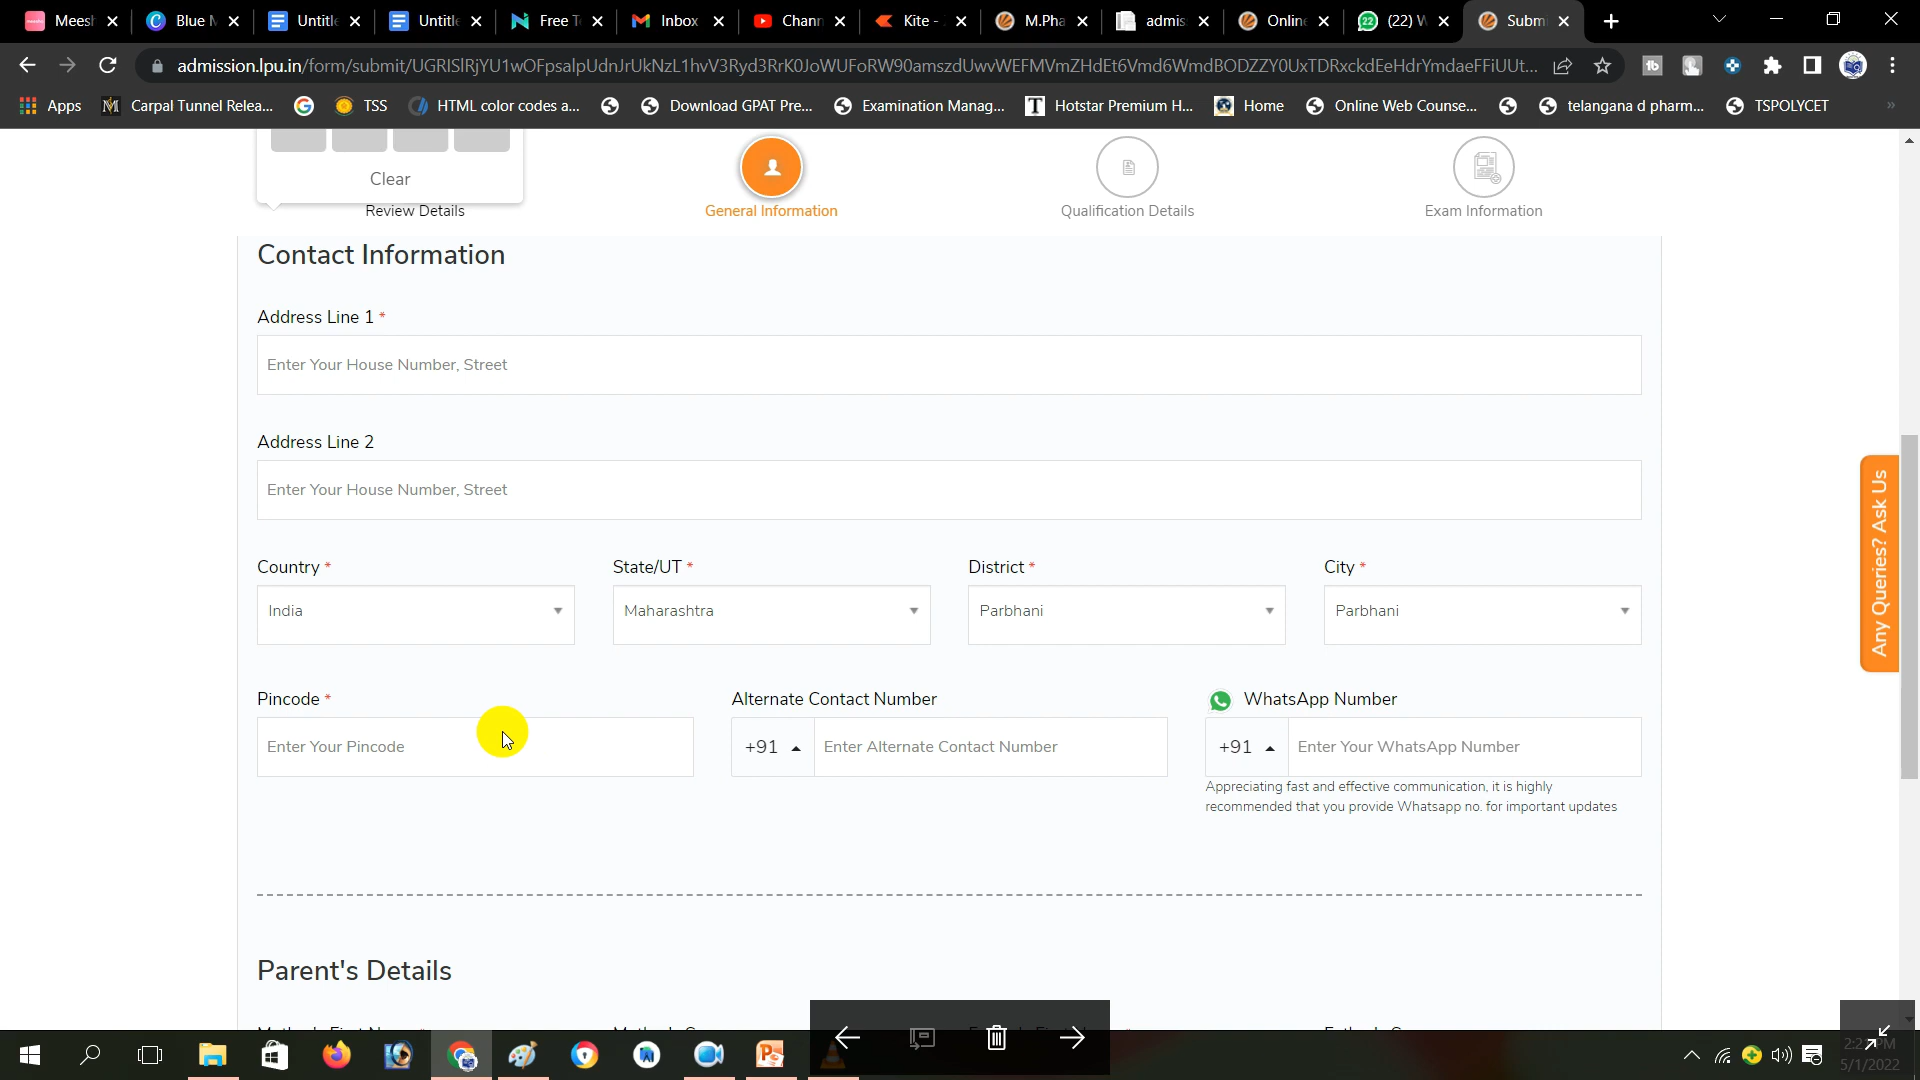 Meesh
Blue M
Untitle
Untitle
Free Te
Inbox
Chann
Kite -
M.Pha
admis
Online
(22) W
Submi
admission.lpu.in/form/submit/
Apps
Carpal Tunnel Relea...
TSS
HTML color codes a...
Download GPAT Pre...
Examination Manag...
Hotstar Premium H...
Home
Online Web Counse...
telangana d pharm...
TSPOLYCET
»
Clear
Review Details
General Information
Qualification Details
Exam Information
Contact Information
Address Line 1 *
Enter Your House Number, Street
Address Line 2
Enter Your House Number, Street
Country * State/UT * District * City *
India Maharashtra Parbhani Parbhani
Any Queries? Ask Us
Pincode * Alternate Contact Number WhatsApp Number
Enter Your Pincode +91 Enter Alternate Contact Number +91 Enter Your WhatsApp Number
Appreciating fast and effective communication, it is highly
recommended that you provide Whatsapp no. for important updates
Parent's Details
5/1/2022